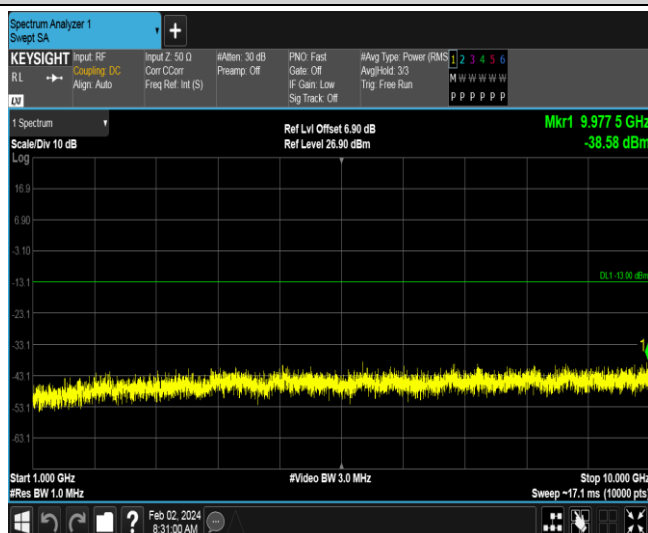 Spectrum Analyzer 1
Swept SA
KEYSIGHT
RL
LXI
Input: RF
Coupling: DC
Align: Auto
Input Z: 50 Ω
Corr CCorr
Freq Ref: Int (S)
#Atten: 30 dB
Preamp: Off
PNO: Fast
Gate: Off
IF Gain: Low
Sig Track: Off
#Avg Type: Power (RMS
Avg|Hold: 3/3
Trig: Free Run
1 2 3 4 5 6
M W W W W W
P P P P P P
1 Spectrum
Scale/Div 10 dB
Log
Ref Lvl Offset 6.90 dB
Ref Level 26.90 dBm
Mkr1 9.977 5 GHz
-38.58 dBm
16.9
6.90
-3.10
-13.1
DL1 -13.00 dBm
-23.1
-33.1
1
-43.1
-53.1
-63.1
Start 1.000 GHz
#Res BW 1.0 MHz
#Video BW 3.0 MHz
Stop 10.000 GHz
Sweep ~17.1 ms (10000 pts)
Feb 02, 2024
8:31:00 AM